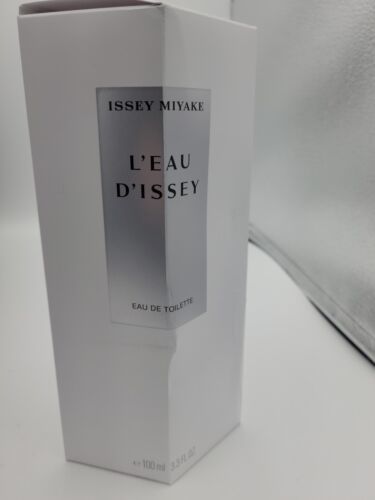 ISSEY MIYAKE
L'EAU
D'ISSEY
EAU DE TOILETTE
℮ 100 ml 3.3 FL OZ